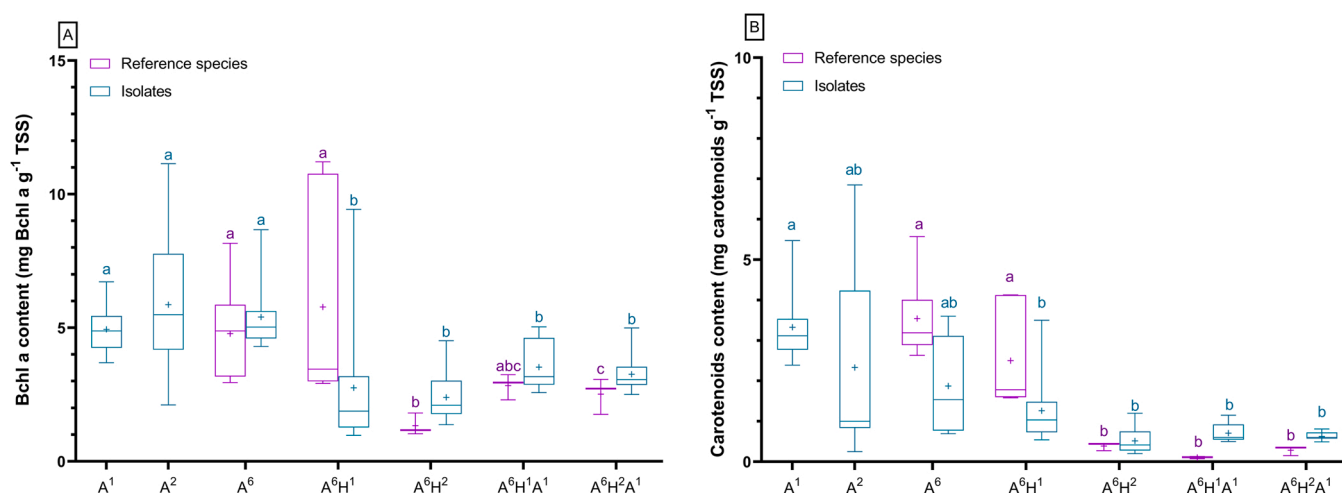 A
Bchl a content (mg Bchl a g⁻¹ TSS)
15
10
5
0
Reference species
Isolates
a
a
a
a
a
b
b
b
abc
b
c
b
A¹
A²
A⁶
A⁶H¹
A⁶H²
A⁶H¹A¹
A⁶H²A¹
B
Carotenoids content (mg carotenoids g⁻¹ TSS)
10
5
0
Reference species
Isolates
a
ab
a
ab
a
b
b
b
b
b
b
b
A¹
A²
A⁶
A⁶H¹
A⁶H²
A⁶H¹A¹
A⁶H²A¹